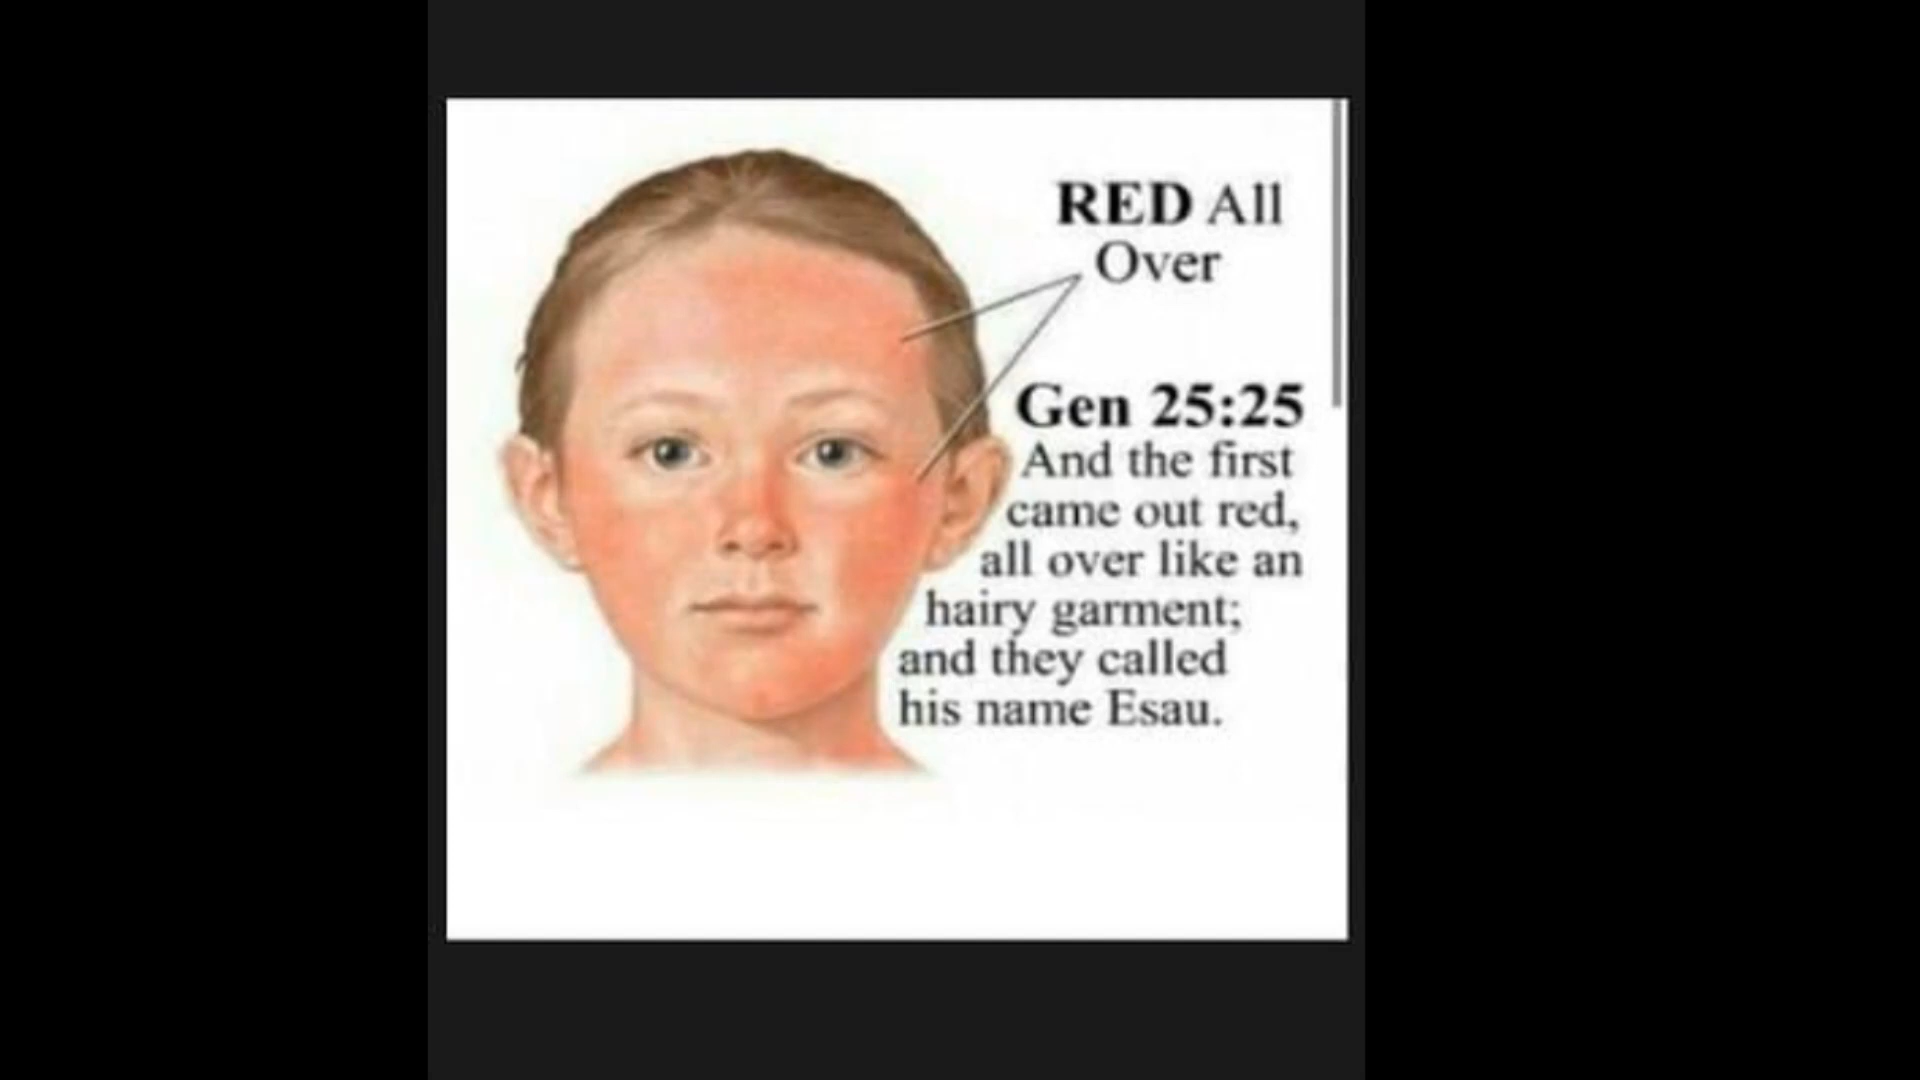 RED All
Over
Gen 25:25
And the first
came out red,
all over like an
hairy garment;
and they called
his name Esau.